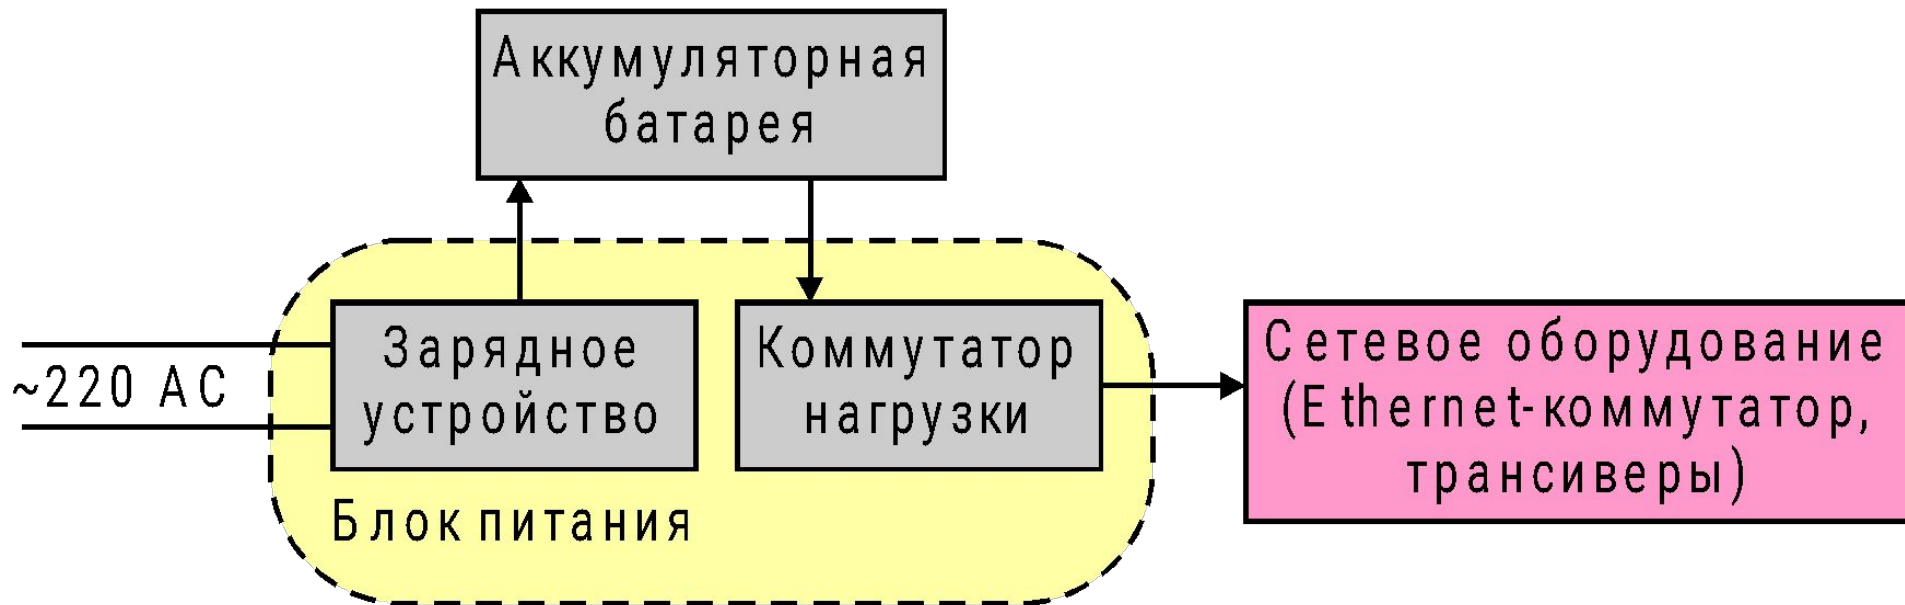 Аккумуляторная
батарея
~220 AC
Зарядное
устройство
Коммутатор
нагрузки
Блок питания
Сетевое оборудование
(Ethernet-коммутатор,
трансиверы)